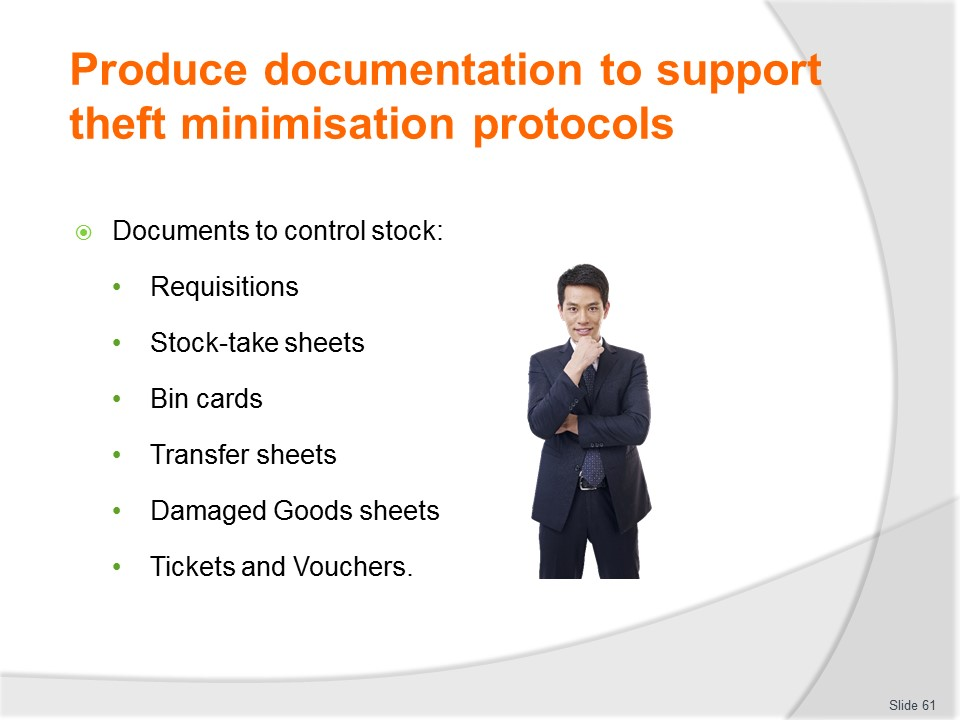 Produce documentation to support
theft minimisation protocols
Documents to control stock:
• Requisitions
• Stock-take sheets
• Bin cards
• Transfer sheets
• Damaged Goods sheets
• Tickets and Vouchers.
Slide 61